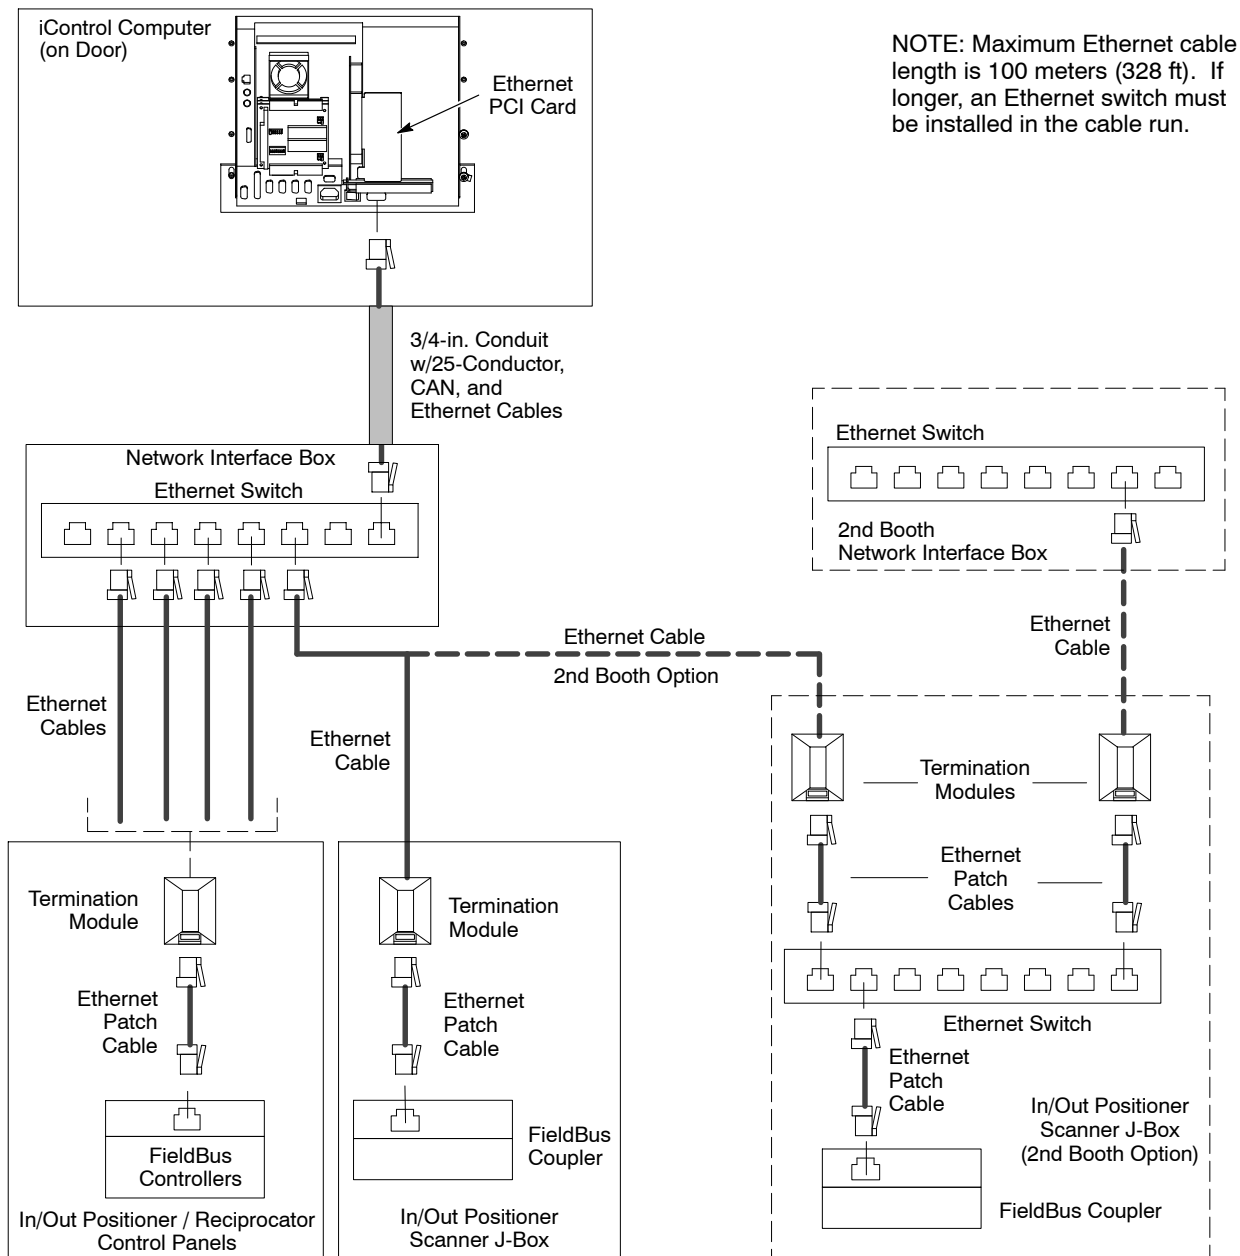 iControl Computer
(on Door)
Ethernet
PCI Card
NOTE: Maximum Ethernet cable
length is 100 meters (328 ft). If
longer, an Ethernet switch must
be installed in the cable run.
3/4-in. Conduit
w/25-Conductor,
CAN, and
Ethernet Cables
Network Interface Box
Ethernet Switch
Ethernet Switch
2nd Booth
Network Interface Box
Ethernet Cable
2nd Booth Option
Ethernet
Cable
Ethernet
Cables
Ethernet
Cable
Termination
Modules
Ethernet
Patch
Cables
Termination
Module
Termination
Module
Ethernet
Patch
Cable
Ethernet
Patch
Cable
Ethernet Switch
Ethernet
Patch
Cable
FieldBus
Controllers
FieldBus
Coupler
In/Out Positioner
Scanner J-Box
(2nd Booth Option)
FieldBus Coupler
In/Out Positioner / Reciprocator
Control Panels
In/Out Positioner
Scanner J-Box